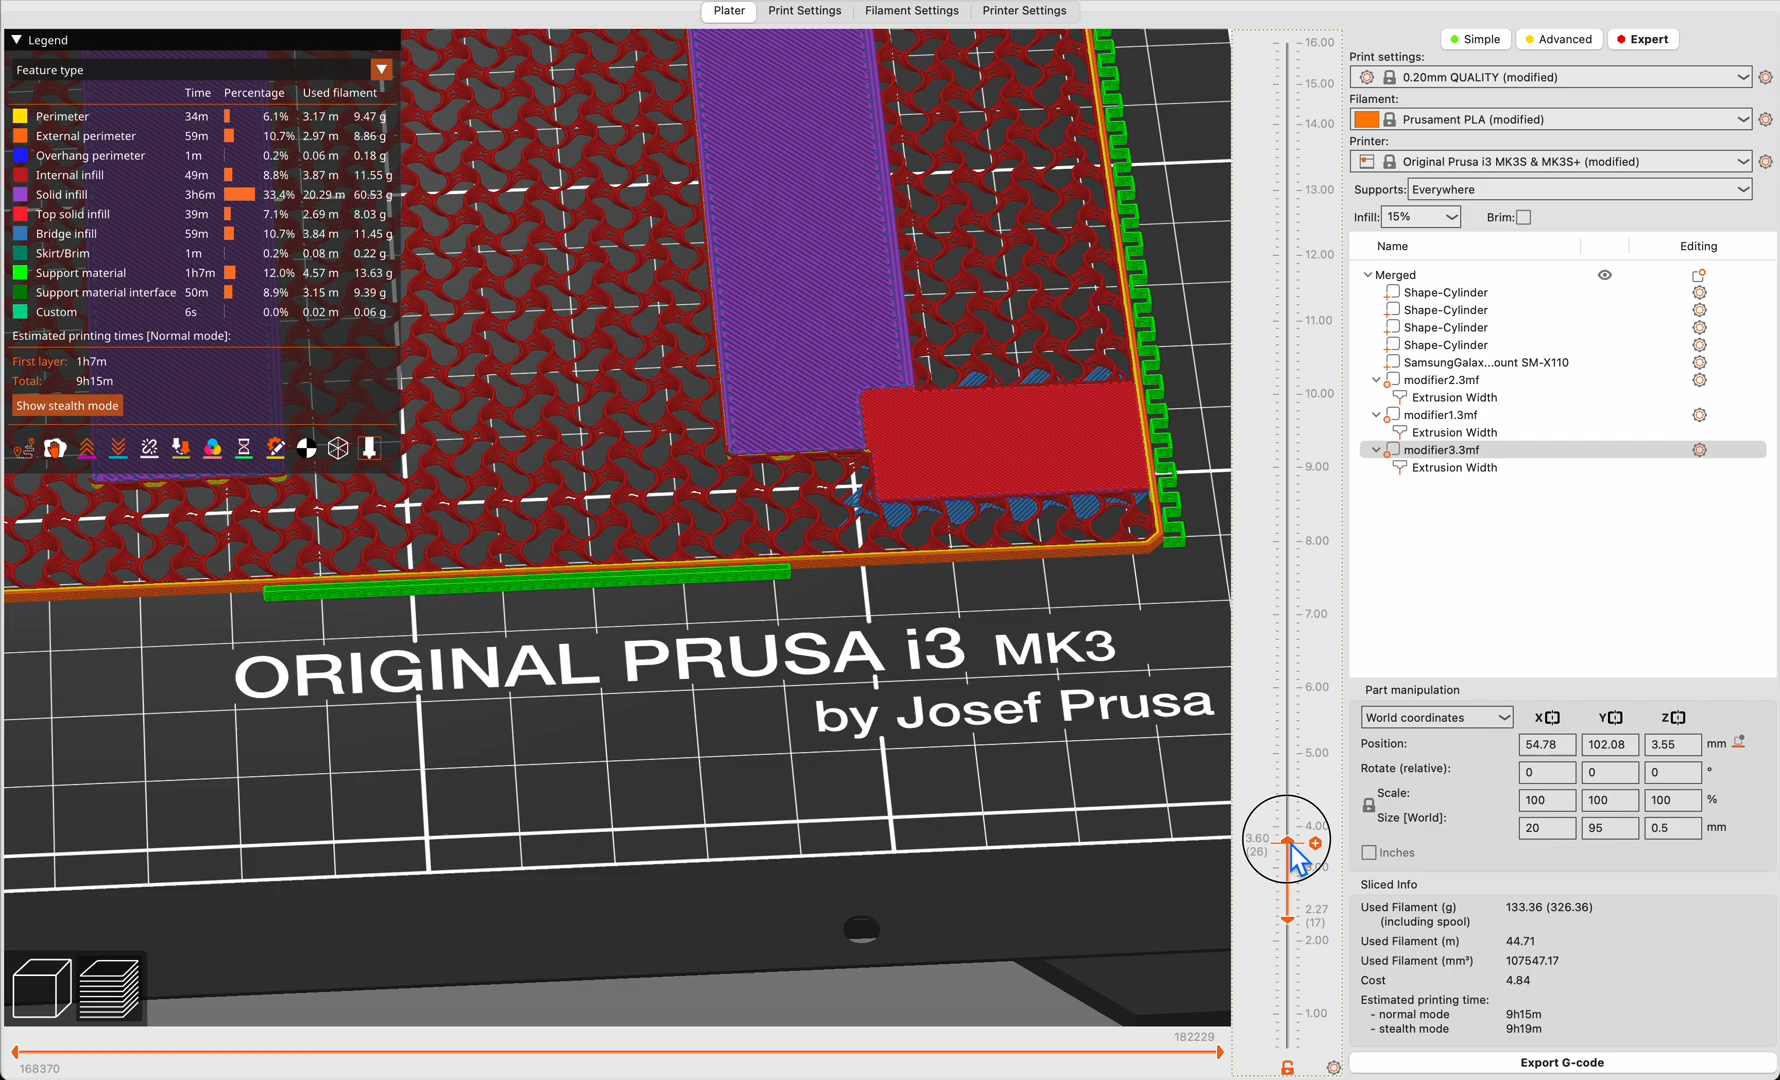 Plater Print Settings Filament Settings Printer Settings
Legend
Feature type
Time Percentage Used filament
Perimeter 34m 6.1% 3.17 m 9.47 g
External perimeter 59m 10.7% 2.97 m 8.86 g
Overhang perimeter 1m 0.2% 0.06 m 0.18 g
Internal infill 49m 8.8% 3.87 m 11.55 g
Solid infill 3h6m 33.4% 20.29 m 60.53 g
Top solid infill 39m 7.1% 2.69 m 8.03 g
Bridge infill 59m 10.7% 3.84 m 11.45 g
Skirt/Brim 1m 0.2% 0.08 m 0.22 g
Support material 1h7m 12.0% 4.57 m 13.63 g
Support material interface 50m 8.9% 3.15 m 9.39 g
Custom 6s 0.0% 0.02 m 0.06 g
Estimated printing times [Normal mode]:
First layer: 1h7m
Total: 9h15m
Show stealth mode
ORIGINAL PRUSA i3 MK3
by Josef Prusa
16.00
15.00
14.00
13.00
12.00
11.00
10.00
9.00
8.00
7.00
6.00
5.00
4.00
3.60
(26)
2.27
(17)
2.00
1.00
182229
168370
Simple Advanced Expert
Print settings:
0.20mm QUALITY (modified)
Filament:
Prusament PLA (modified)
Printer:
Original Prusa i3 MK3S & MK3S+ (modified)
Supports: Everywhere
Infill: 15% Brim:
Name Editing
Merged
Shape-Cylinder
Shape-Cylinder
Shape-Cylinder
Shape-Cylinder
SamsungGalax...ount SM-X110
modifier2.3mf
Extrusion Width
modifier1.3mf
Extrusion Width
modifier3.3mf
Extrusion Width
Part manipulation
World coordinates X Y Z
Position: 54.78 102.08 3.55 mm
Rotate (relative): 0 0 0 °
Scale: 100 100 100 %
Size [World]: 20 95 0.5 mm
Inches
Sliced Info
Used Filament (g) 133.36 (326.36)
(including spool)
Used Filament (m) 44.71
Used Filament (mm³) 107547.17
Cost 4.84
Estimated printing time:
- normal mode 9h15m
- stealth mode 9h19m
Export G-code